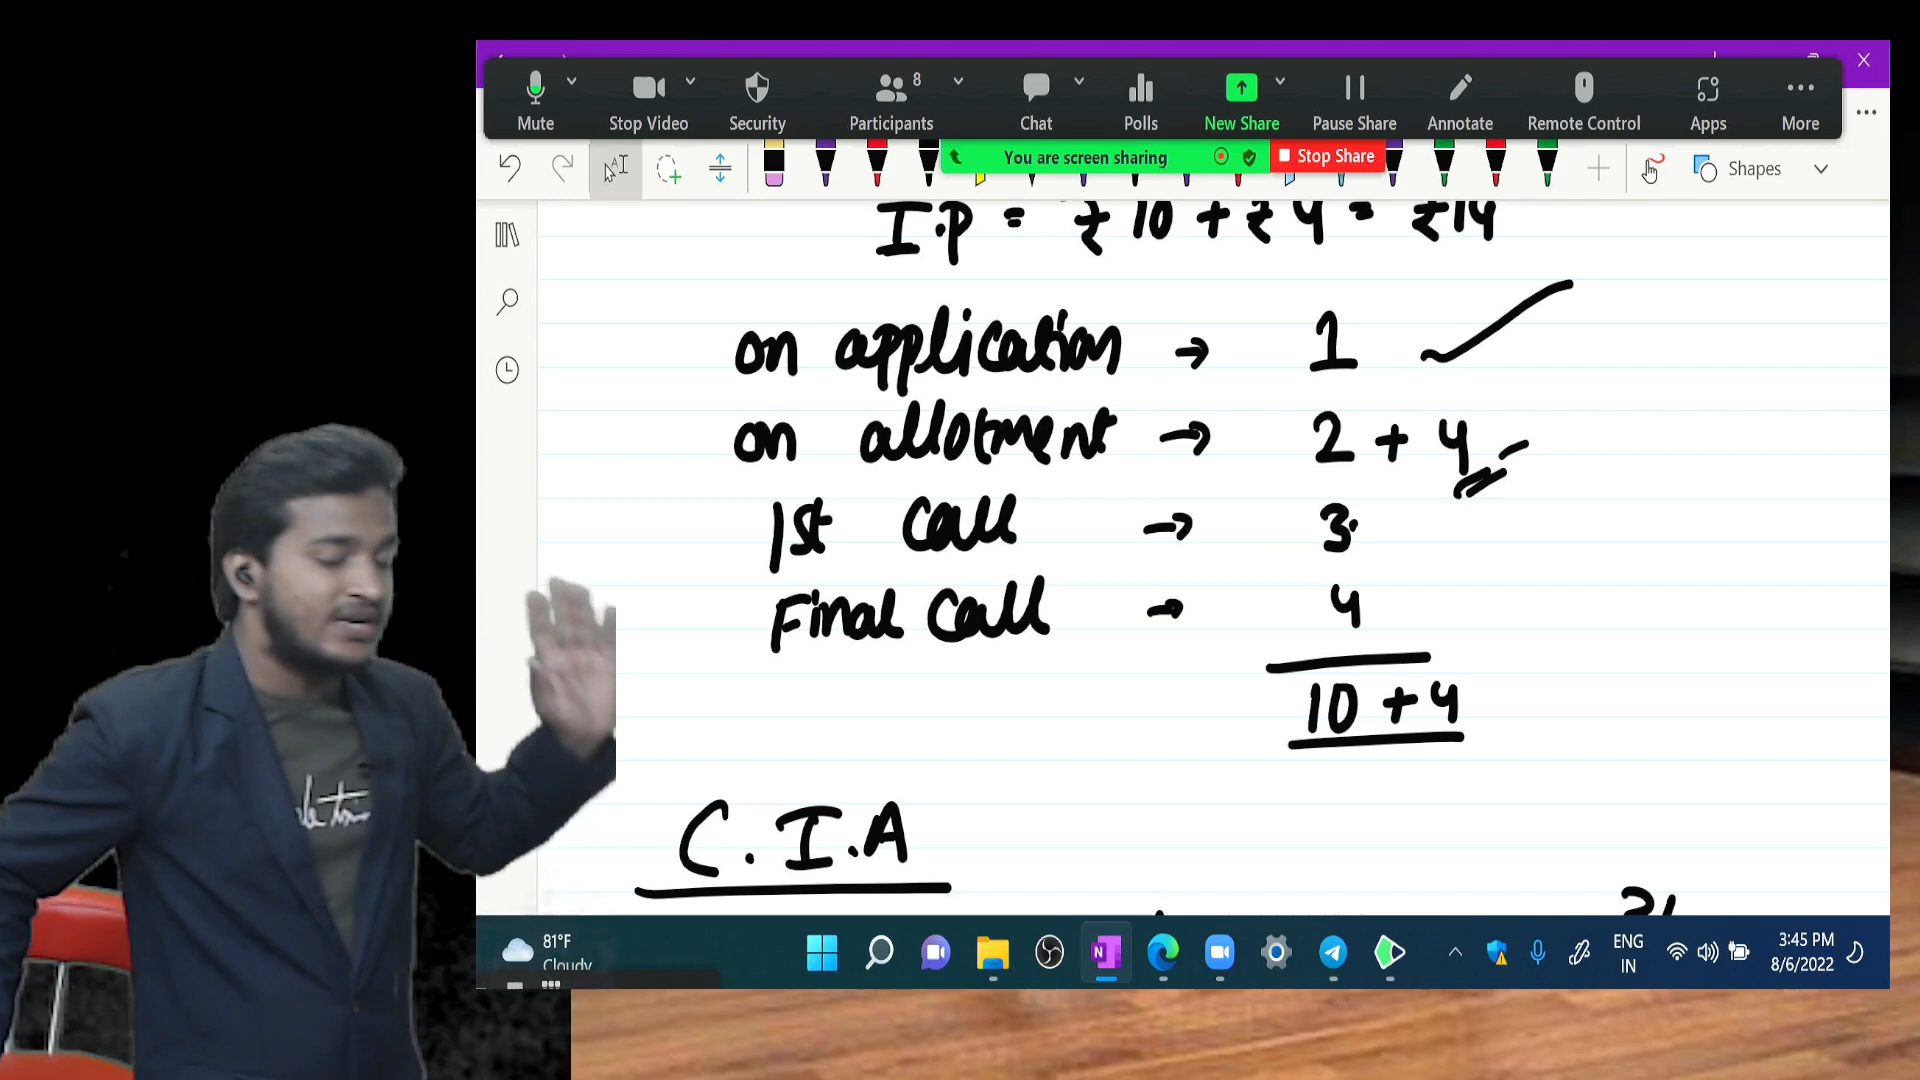 8
Mute Stop Video Security Participants Chat Polls New Share Pause Share Annotate Remote Control Apps More
You are screen sharing Stop Share
Shapes
I.P = ₹ 10 + ₹ 4 = ₹14
on application → 1
on allotment → 2 + 4
1st Call → 3
Final Call → 4
10 + 4
C.I.A
81°F
Cloudy
ENG
IN
3:45 PM
8/6/2022